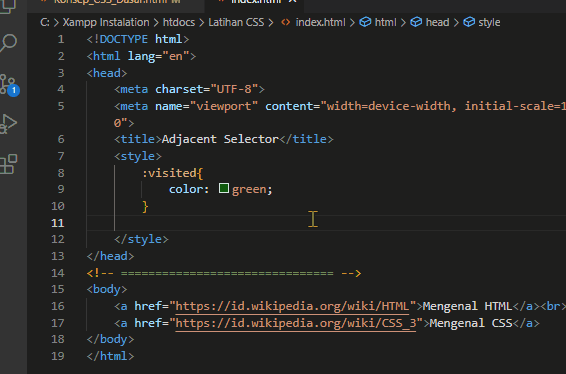 index.html
C: > Xampp Instalation > htdocs > Latihan CSS > index.html > html > head > style
1 <!DOCTYPE html>
2 <html lang="en">
3 <head>
4 <meta charset="UTF-8">
5 <meta name="viewport" content="width=device-width, initial-scale=1
0">
6 <title>Adjacent Selector</title>
7 <style>
8 :visited{
9 color: green;
10 }
11
12 </style>
13 </head>
14 <!-- =============================== -->
15 <body>
16 <a href="https://id.wikipedia.org/wiki/HTML">Mengenal HTML</a><br>
17 <a href="https://id.wikipedia.org/wiki/CSS_3">Mengenal CSS</a>
18 </body>
19 </html>
1